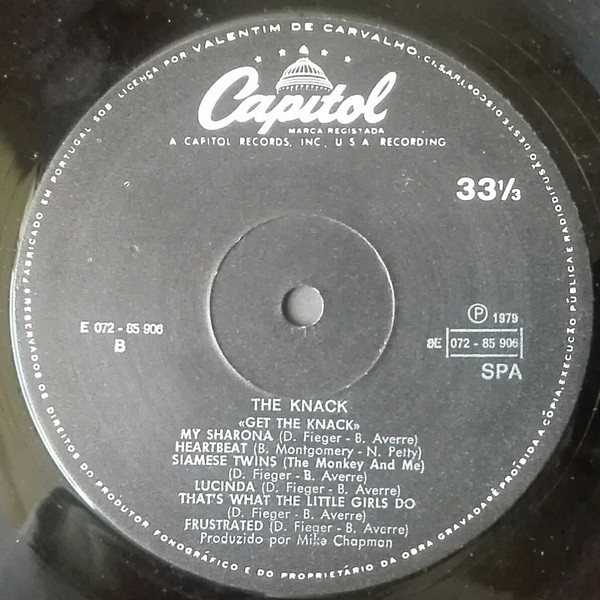 FABRICADO EM PORTUGAL SOB LICENÇA POR VALENTIM DE CARVALHO, C.I.SARL
RESERVADOS OS DIREITOS DO PRODUTOR FONOGRÁFICO E DO PROPRIETÁRIO DA OBRA GRAVADA É PROIBIDA A CÓPIA, EXECUÇÃO PÚBLICA E RADIODIFUSÃO DESTE DISCO
Capitol
MARCA REGISTADA
A CAPITOL RECORDS, INC, U S A RECORDING
33⅓
E 072 - 85 906
B
Ⓟ 1979
8E 072 - 85 906
SPA
THE KNACK
«GET THE KNACK»
MY SHARONA (D. Fieger - B. Averre)
HEARTBEAT (B. Montgomery - N. Petty)
SIAMESE TWINS (The Monkey And Me)
(D. Fieger - B. Averre)
LUCINDA (D. Fieger - B. Averre)
THAT'S WHAT THE LITTLE GIRLS DO
(D. Fieger - B. Averre)
FRUSTRATED (D. Fieger - B. Averre)
Produzido por Mike Chapman